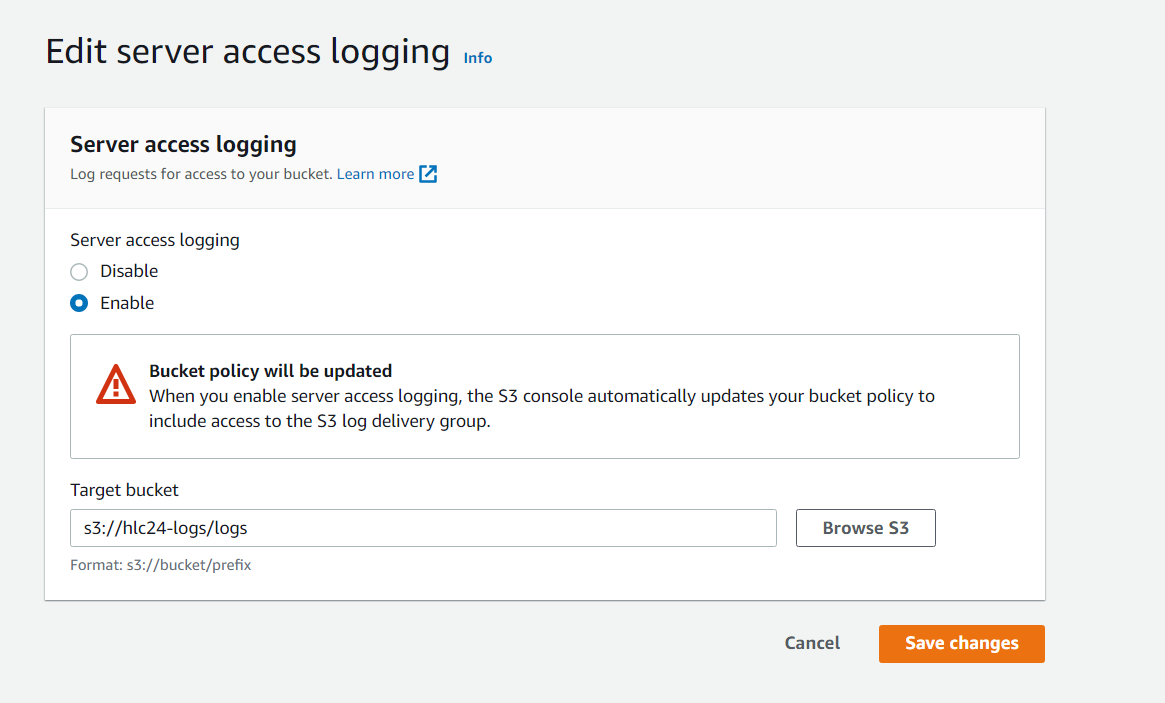 Edit server access logging Info
Server access logging
Log requests for access to your bucket. Learn more
Server access logging
Disable
Enable
Bucket policy will be updated
When you enable server access logging, the S3 console automatically updates your bucket policy to
include access to the S3 log delivery group.
Target bucket
s3://hlc24-logs/logs
Browse S3
Format: s3://bucket/prefix
Cancel
Save changes